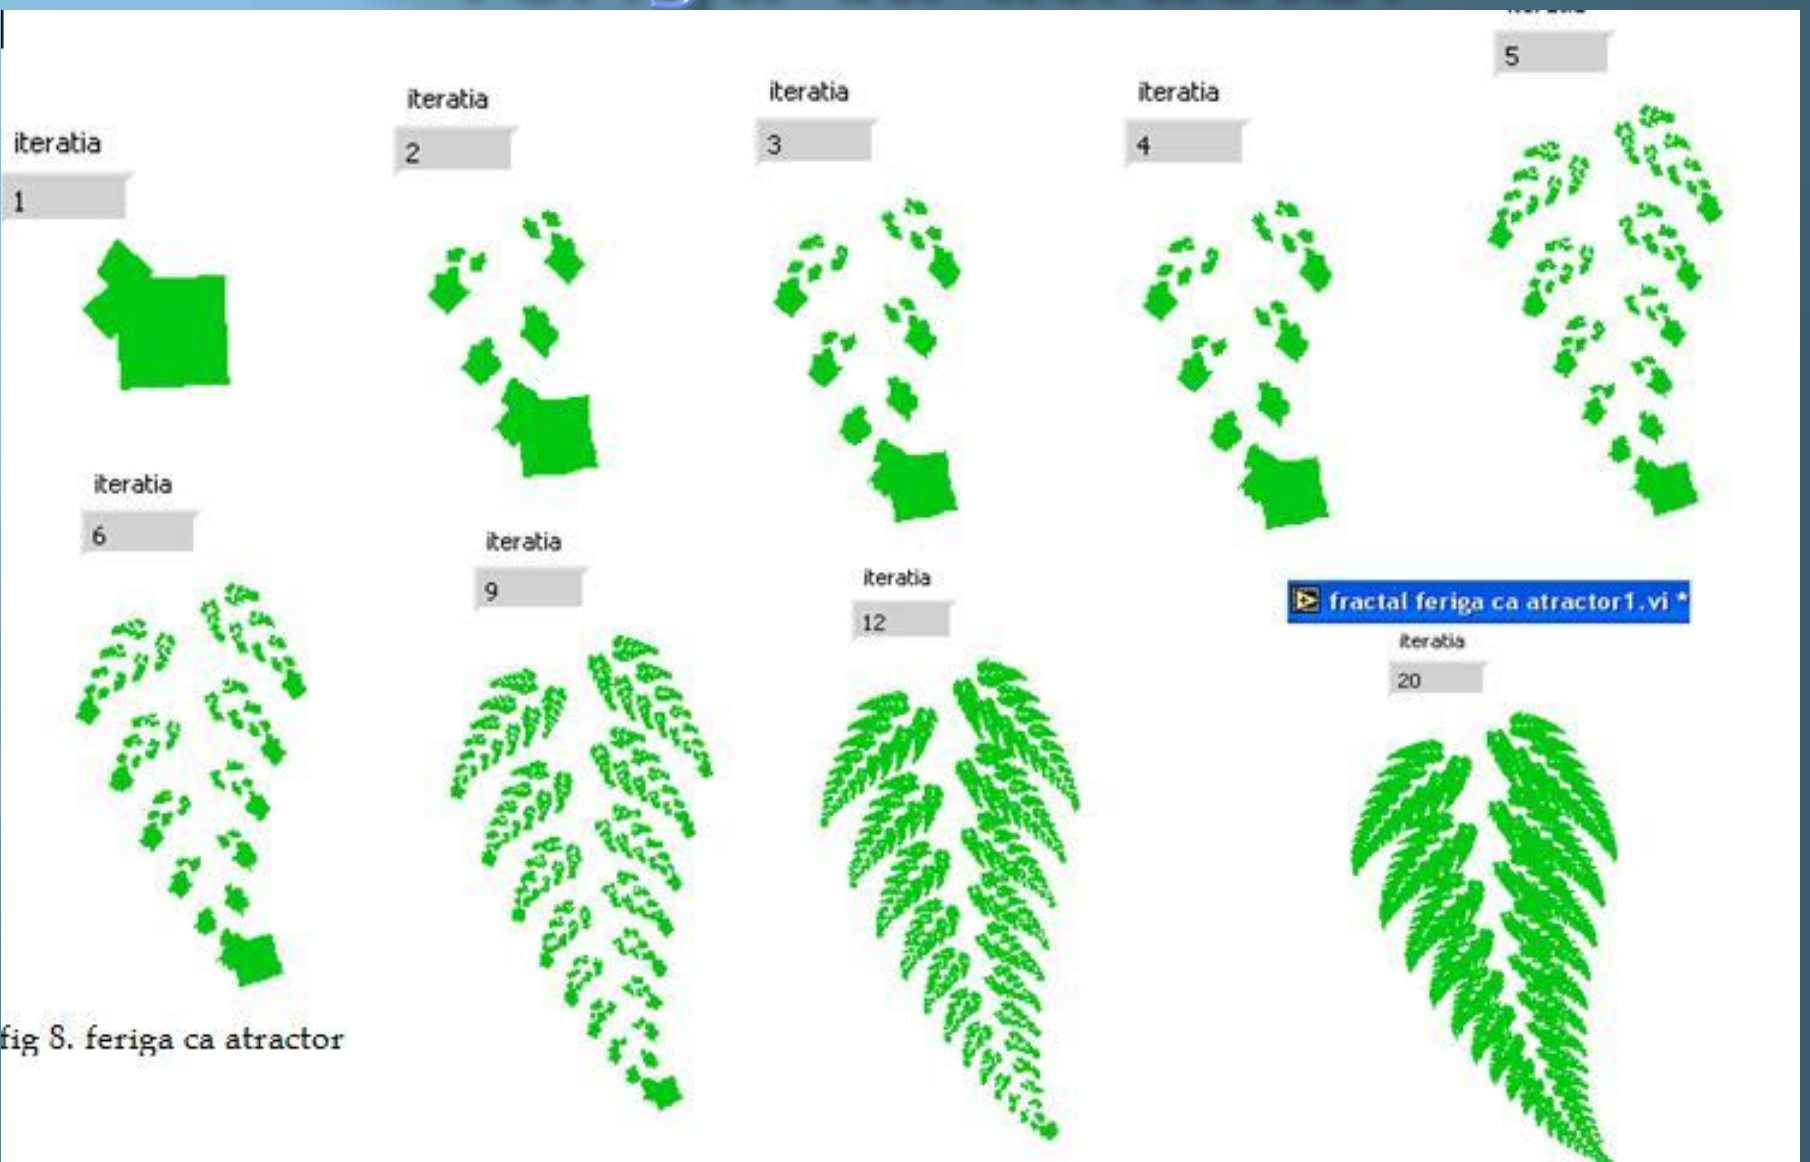 iteratia
1
iteratia
2
iteratia
3
iteratia
4
5
iteratia
6
iteratia
9
iteratia
12
fractal feriga ca atractor1.vi *
iteratia
20
fig 8. feriga ca atractor